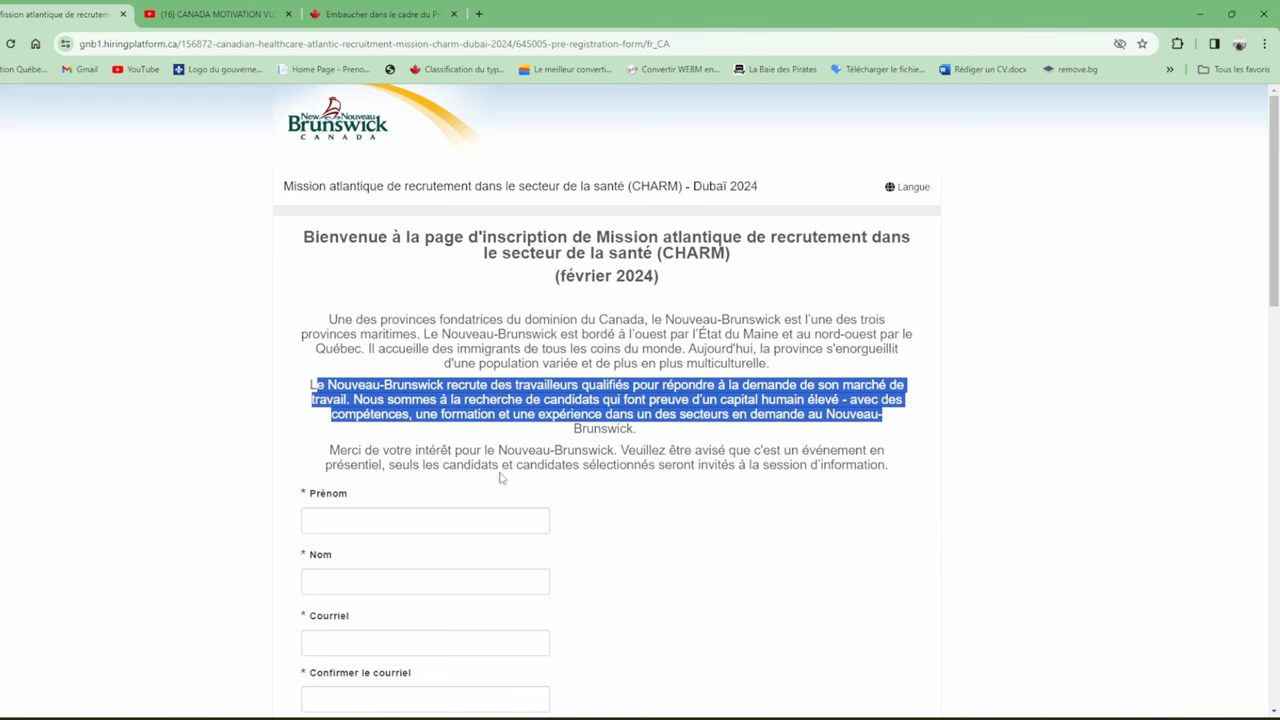 Mission atlantique de recrutem
(16) CANADA MOTIVATION VLO
Embaucher dans le cadre du Pr
gnb1.hiringplatform.ca/156872-canadian-healthcare-atlantic-recruitment-mission-charm-dubai-2024/645005-pre-registration-form/fr_CA
tion Québe...
Gmail
YouTube
Logo du gouverne...
Home Page - Preno...
Classification du typ...
Le meilleur converti...
Convertir WEBM en...
La Baie des Pirates
Télécharger le fichie...
Rédiger un CV.docx
remove.bg
»
Tous les favoris
New Nouveau
Brunswick
CANADA
Mission atlantique de recrutement dans le secteur de la santé (CHARM) - Dubaï 2024
Langue
Bienvenue à la page d'inscription de Mission atlantique de recrutement dans
le secteur de la santé (CHARM)
(février 2024)
Une des provinces fondatrices du dominion du Canada, le Nouveau-Brunswick est l'une des trois
provinces maritimes. Le Nouveau-Brunswick est bordé à l'ouest par l'État du Maine et au nord-ouest par le
Québec. Il accueille des immigrants de tous les coins du monde. Aujourd'hui, la province s'enorgueillit
d'une population variée et de plus en plus multiculturelle.
Le Nouveau-Brunswick recrute des travailleurs qualifiés pour répondre à la demande de son marché de
travail. Nous sommes à la recherche de candidats qui font preuve d'un capital humain élevé - avec des
compétences, une formation et une expérience dans un des secteurs en demande au Nouveau-
Brunswick.
Merci de votre intérêt pour le Nouveau-Brunswick. Veuillez être avisé que c'est un événement en
présentiel, seuls les candidats et candidates sélectionnés seront invités à la session d'information.
* Prénom
* Nom
* Courriel
* Confirmer le courriel